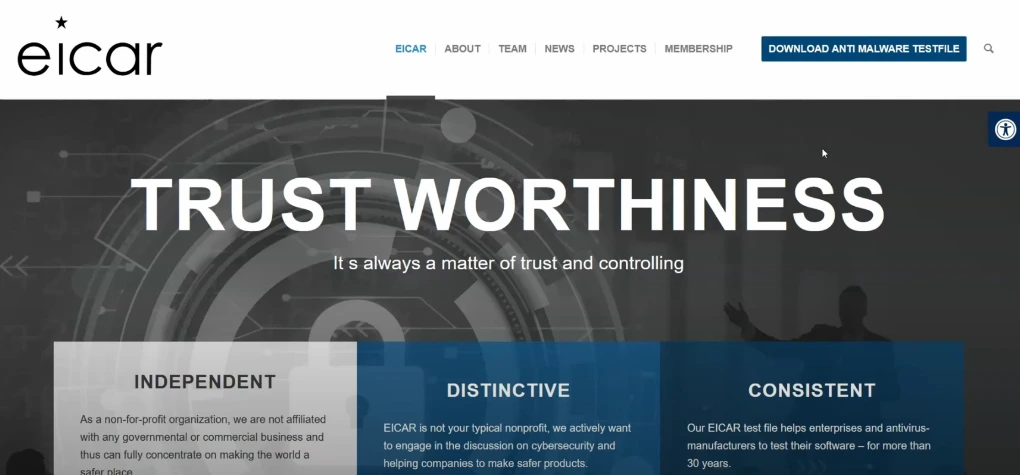 eicar
EICAR
ABOUT
TEAM
NEWS
PROJECTS
MEMBERSHIP
DOWNLOAD ANTI MALWARE TESTFILE
TRUST WORTHINESS
It s always a matter of trust and controlling
INDEPENDENT
As a non-for-profit organization, we are not affiliated
with any governmental or commercial business and
thus can fully concentrate on making the world a
safer place.
DISTINCTIVE
EICAR is not your typical nonprofit, we actively want
to engage in the discussion on cybersecurity and
helping companies to make safer products.
CONSISTENT
Our EICAR test file helps enterprises and antivirus-
manufacturers to test their software – for more than
30 years.